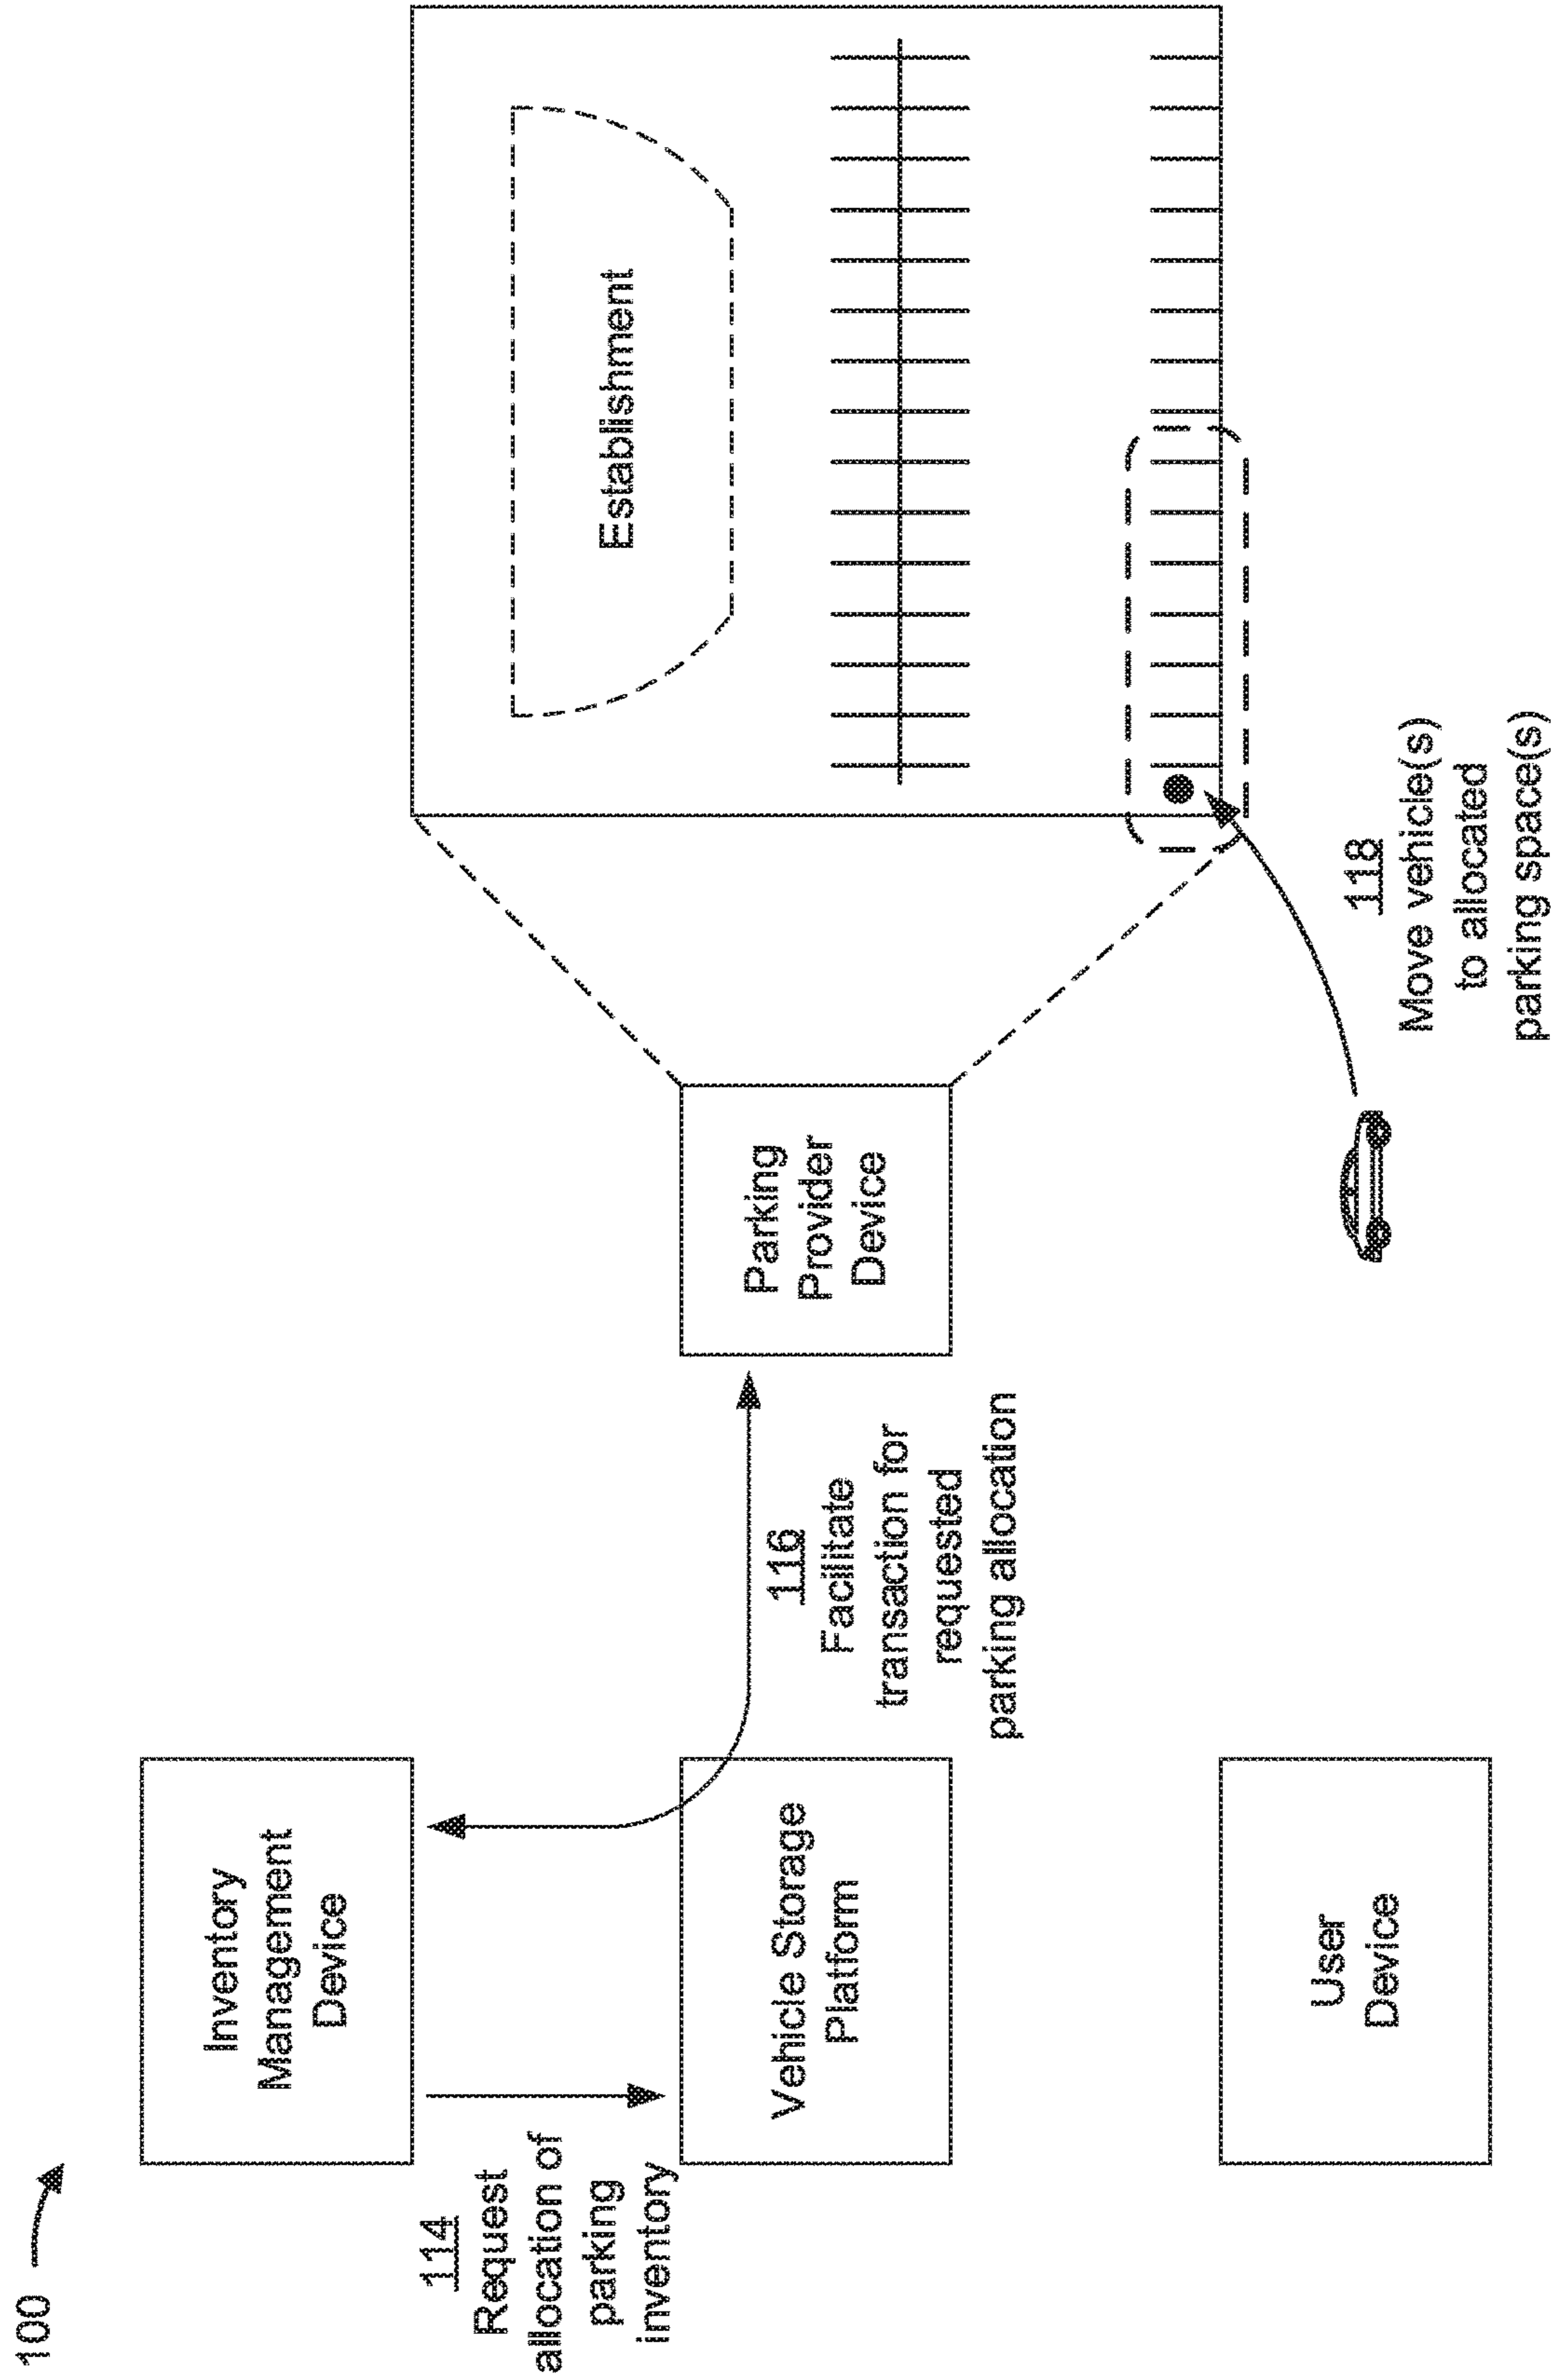 100
Inventory
Management
Device
114
Request
allocation of
parking
inventory
Vehicle Storage
Platform
116
Facilitate
transaction for
requested
parking allocation
Parking
Provider
Device
Establishment
118
Move vehicle(s)
to allocated
parking space(s)
User
Device